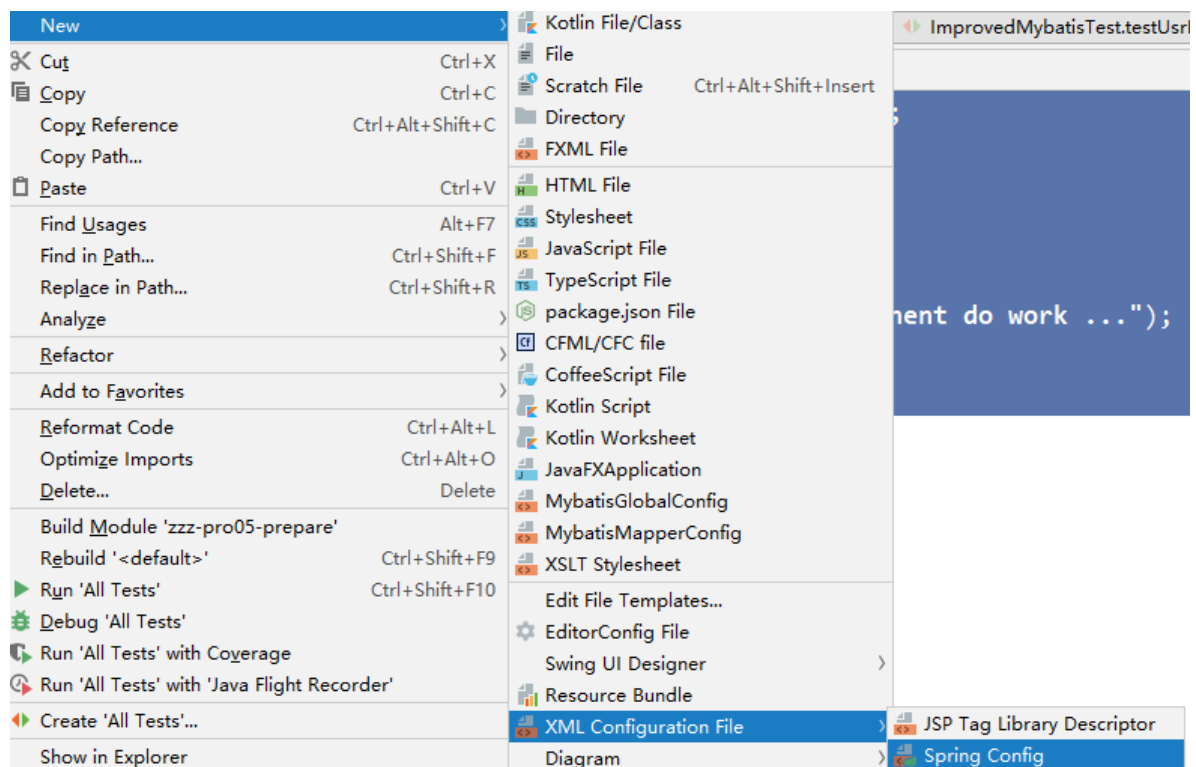 New
Cut Ctrl+X
Copy Ctrl+C
Copy Reference Ctrl+Alt+Shift+C
Copy Path...
Paste Ctrl+V
Find Usages Alt+F7
Find in Path... Ctrl+Shift+F
Replace in Path... Ctrl+Shift+R
Analyze
Refactor
Add to Favorites
Reformat Code Ctrl+Alt+L
Optimize Imports Ctrl+Alt+O
Delete... Delete
Build Module 'zzz-pro05-prepare'
Rebuild '<default>' Ctrl+Shift+F9
Run 'All Tests' Ctrl+Shift+F10
Debug 'All Tests'
Run 'All Tests' with Coverage
Run 'All Tests' with 'Java Flight Recorder'
Create 'All Tests'...
Show in Explorer
Kotlin File/Class
File
Scratch File Ctrl+Alt+Shift+Insert
Directory
FXML File
HTML File
Stylesheet
JavaScript File
TypeScript File
package.json File
CFML/CFC file
CoffeeScript File
Kotlin Script
Kotlin Worksheet
JavaFXApplication
MybatisGlobalConfig
MybatisMapperConfig
XSLT Stylesheet
Edit File Templates...
EditorConfig File
Swing UI Designer
Resource Bundle
XML Configuration File
Diagram
ImprovedMybatisTest.testUsr
;
nent do work ...");
JSP Tag Library Descriptor
Spring Config